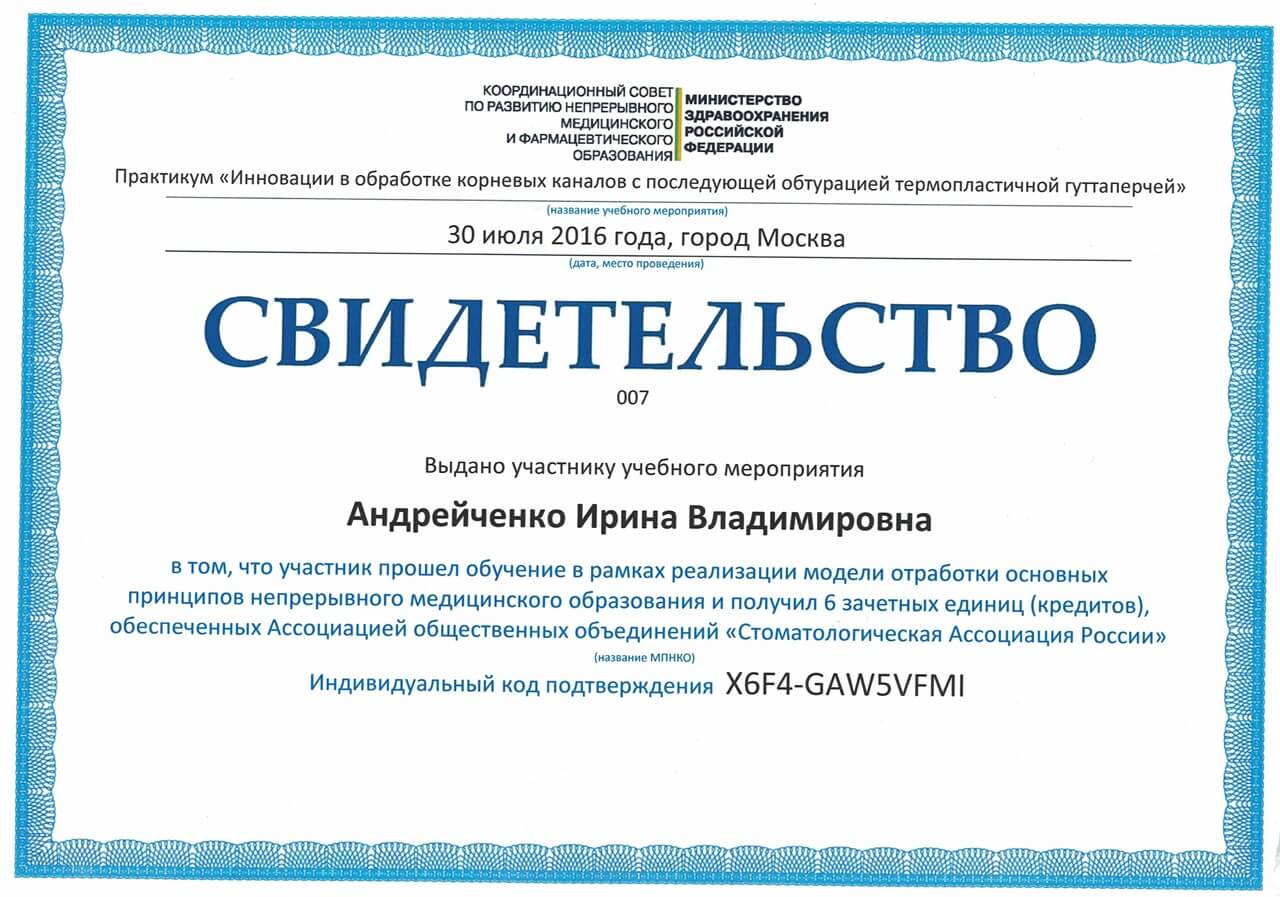 КООРДИНАЦИОННЫЙ СОВЕТ
ПО РАЗВИТИЮ НЕПРЕРЫВНОГО
МЕДИЦИНСКОГО
И ФАРМАЦЕВТИЧЕСКОГО
ОБРАЗОВАНИЯ
МИНИСТЕРСТВО
ЗДРАВООХРАНЕНИЯ
РОССИЙСКОЙ
ФЕДЕРАЦИИ
Практикум «Инновации в обработке корневых каналов с последующей обтурацией термопластичной гуттаперчей»
(название учебного мероприятия)
30 июля 2016 года, город Москва
(дата, место проведения)
СВИДЕТЕЛЬСТВО
007
Выдано участнику учебного мероприятия
Андрейченко Ирина Владимировна
в том, что участник прошел обучение в рамках реализации модели отработки основных
принципов непрерывного медицинского образования и получил 6 зачетных единиц (кредитов),
обеспеченных Ассоциацией общественных объединений «Стоматологическая Ассоциация России»
(название МПНКО)
Индивидуальный код подтверждения X6F4-GAW5VFMI